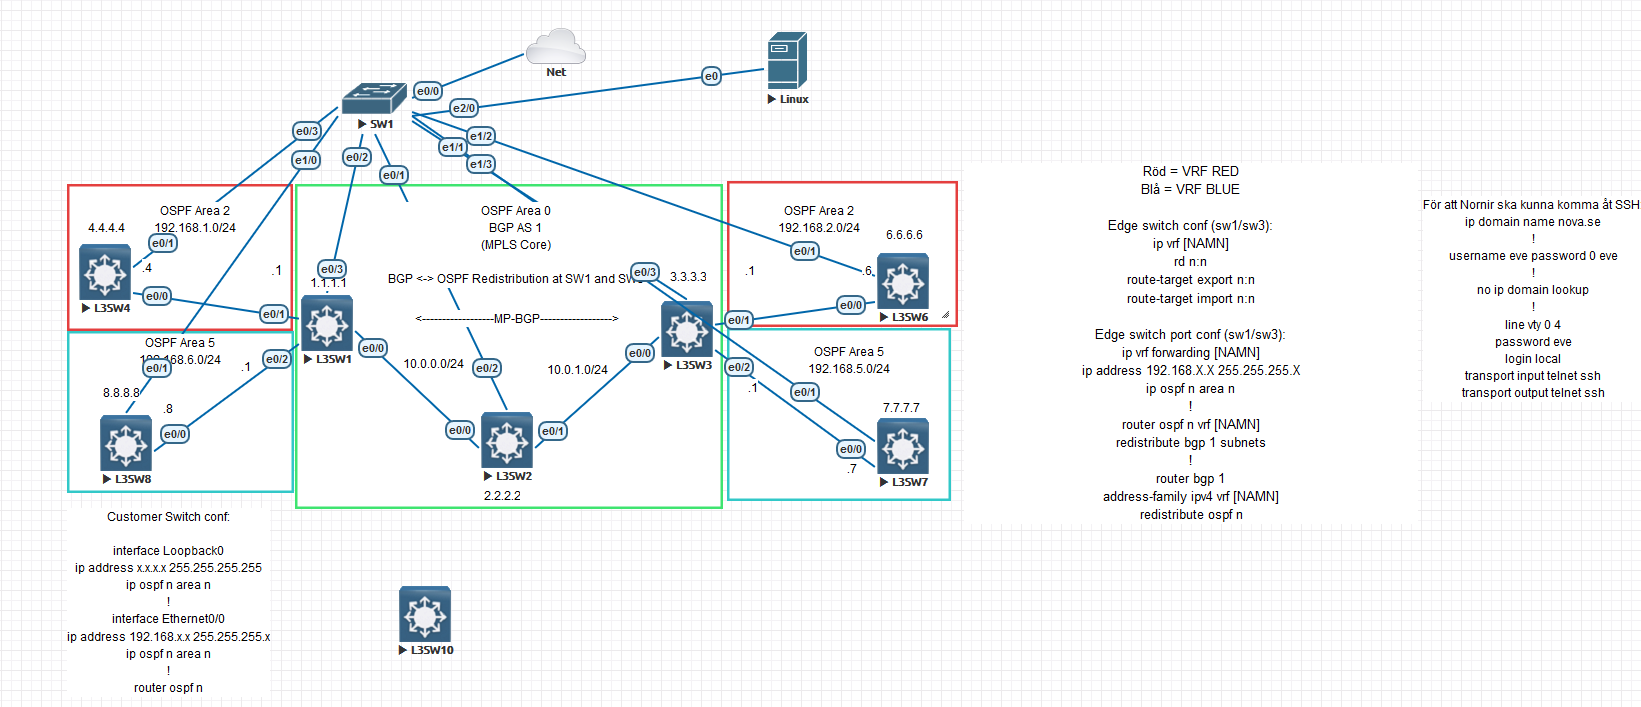 Net
Linux
SW1
e0/0
e0
e2/0
e0/3
e1/0
e0/2
e0/1
e1/1
e1/2
e1/3
OSPF Area 2
192.168.1.0/24
4.4.4.4
e0/1
.4
.1
e0/0
e0/1
L3SW4
OSPF Area 5
192.168.6.0/24
e0/1
.1
e0/2
8.8.8.8
.8
e0/0
L3SW8
OSPF Area 0
BGP AS 1
(MPLS Core)
BGP <-> OSPF Redistribution at SW1 and
e0/3
e0/3
1.1.1.1
3.3.3.3
<-------------------MP-BGP------------------->
L3SW1
L3SW3
e0/0
10.0.0.0/24
e0/2
10.0.1.0/24
e0/0
e0/0
e0/1
L3SW2
2.2.2.2
OSPF Area 2
192.168.2.0/24
6.6.6.6
e0/1
.1
.6
e0/0
e0/1
L3SW6
OSPF Area 5
192.168.5.0/24
e0/2
.1
e0/1
7.7.7.7
e0/0
.7
L3SW7
Customer Switch conf:
interface Loopback0
ip address x.x.x.x 255.255.255.255
ip ospf n area n
!
interface Ethernet0/0
ip address 192.168.x.x 255.255.255.x
ip ospf n area n
!
router ospf n
L3SW10
Röd = VRF RED
Blå = VRF BLUE
Edge switch conf (sw1/sw3):
ip vrf [NAMN]
rd n:n
route-target export n:n
route-target import n:n
Edge switch port conf (sw1/sw3):
ip vrf forwarding [NAMN]
ip address 192.168.X.X 255.255.255.X
ip ospf n area n
!
router ospf n vrf [NAMN]
redistribute bgp 1 subnets
!
router bgp 1
address-family ipv4 vrf [NAMN]
redistribute ospf n
För att Nornir ska kunna komma åt SSH
ip domain name nova.se
!
username eve password 0 eve
!
no ip domain lookup
!
line vty 0 4
password eve
login local
transport input telnet ssh
transport output telnet ssh